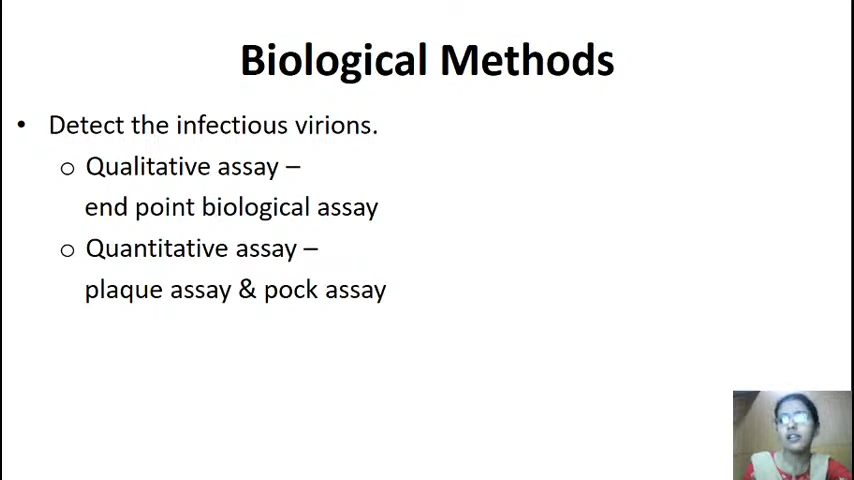 Biological Methods
• Detect the infectious virions.
o Qualitative assay –
end point biological assay
o Quantitative assay –
plaque assay & pock assay